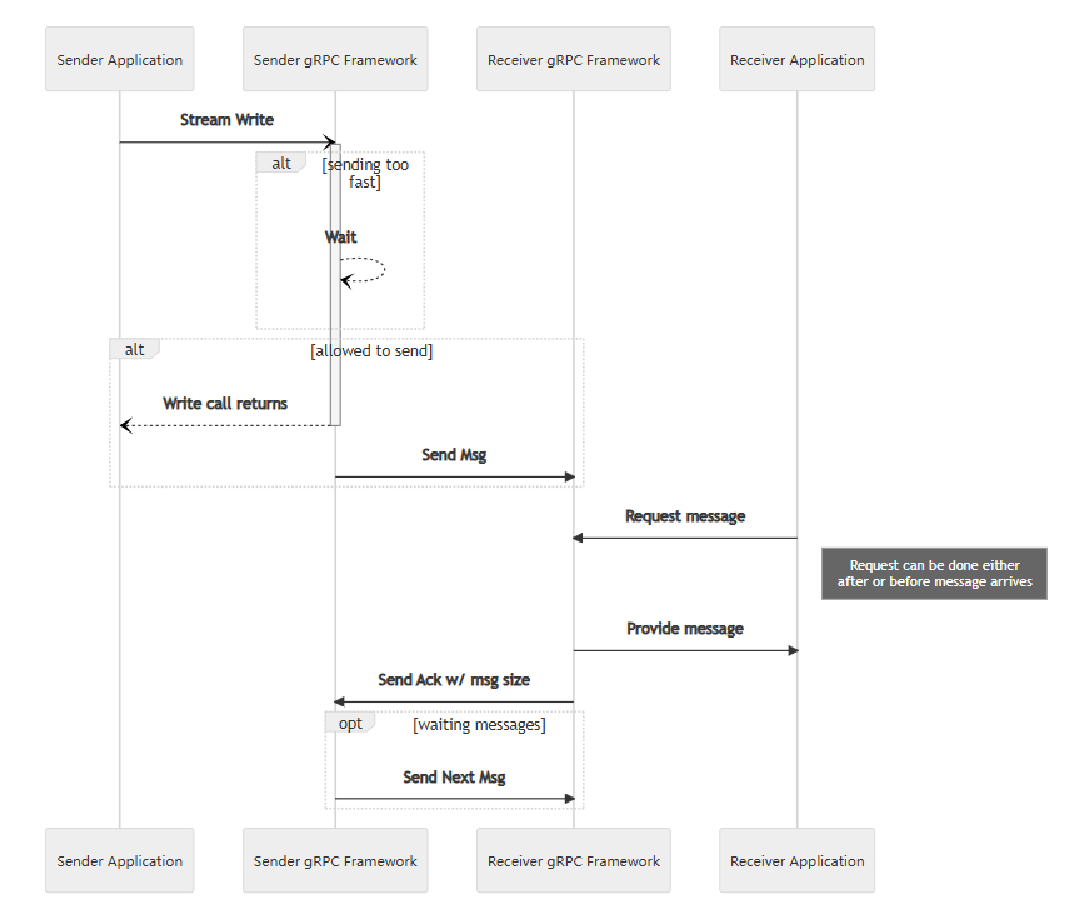 Sender Application
Sender gRPC Framework
Receiver gRPC Framework
Receiver Application
Stream Write
alt
[sending too
fast]
Wait
alt
[allowed to send]
Write call returns
Send Msg
Request message
Request can be done either
after or before message arrives
Provide message
Send Ack w/ msg size
opt
[waiting messages]
Send Next Msg
Sender Application
Sender gRPC Framework
Receiver gRPC Framework
Receiver Application